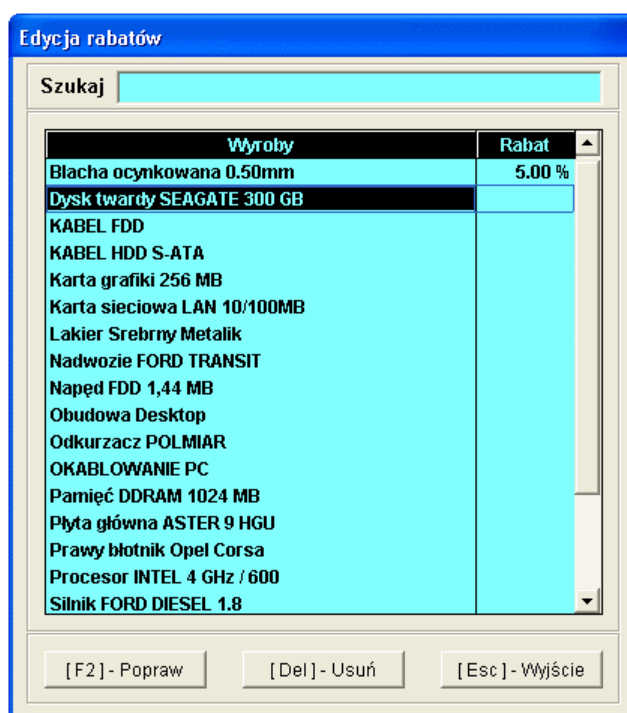 Edycja rabatów
Szukaj
Wyroby Rabat
Blacha ocynkowana 0.50mm 5.00 %
Dysk twardy SEAGATE 300 GB
KABEL FDD
KABEL HDD S-ATA
Karta grafiki 256 MB
Karta sieciowa LAN 10/100MB
Lakier Srebrny Metalik
Nadwozie FORD TRANSIT
Napęd FDD 1,44 MB
Obudowa Desktop
Odkurzacz POLMIAR
OKABLOWANIE PC
Pamięć DDRAM 1024 MB
Płyta główna ASTER 9 HGU
Prawy błotnik Opel Corsa
Procesor INTEL 4 GHz / 600
Silnik FORD DIESEL 1.8
[ F2 ] - Popraw [ Del ] - Usuń [ Esc ] - Wyjście